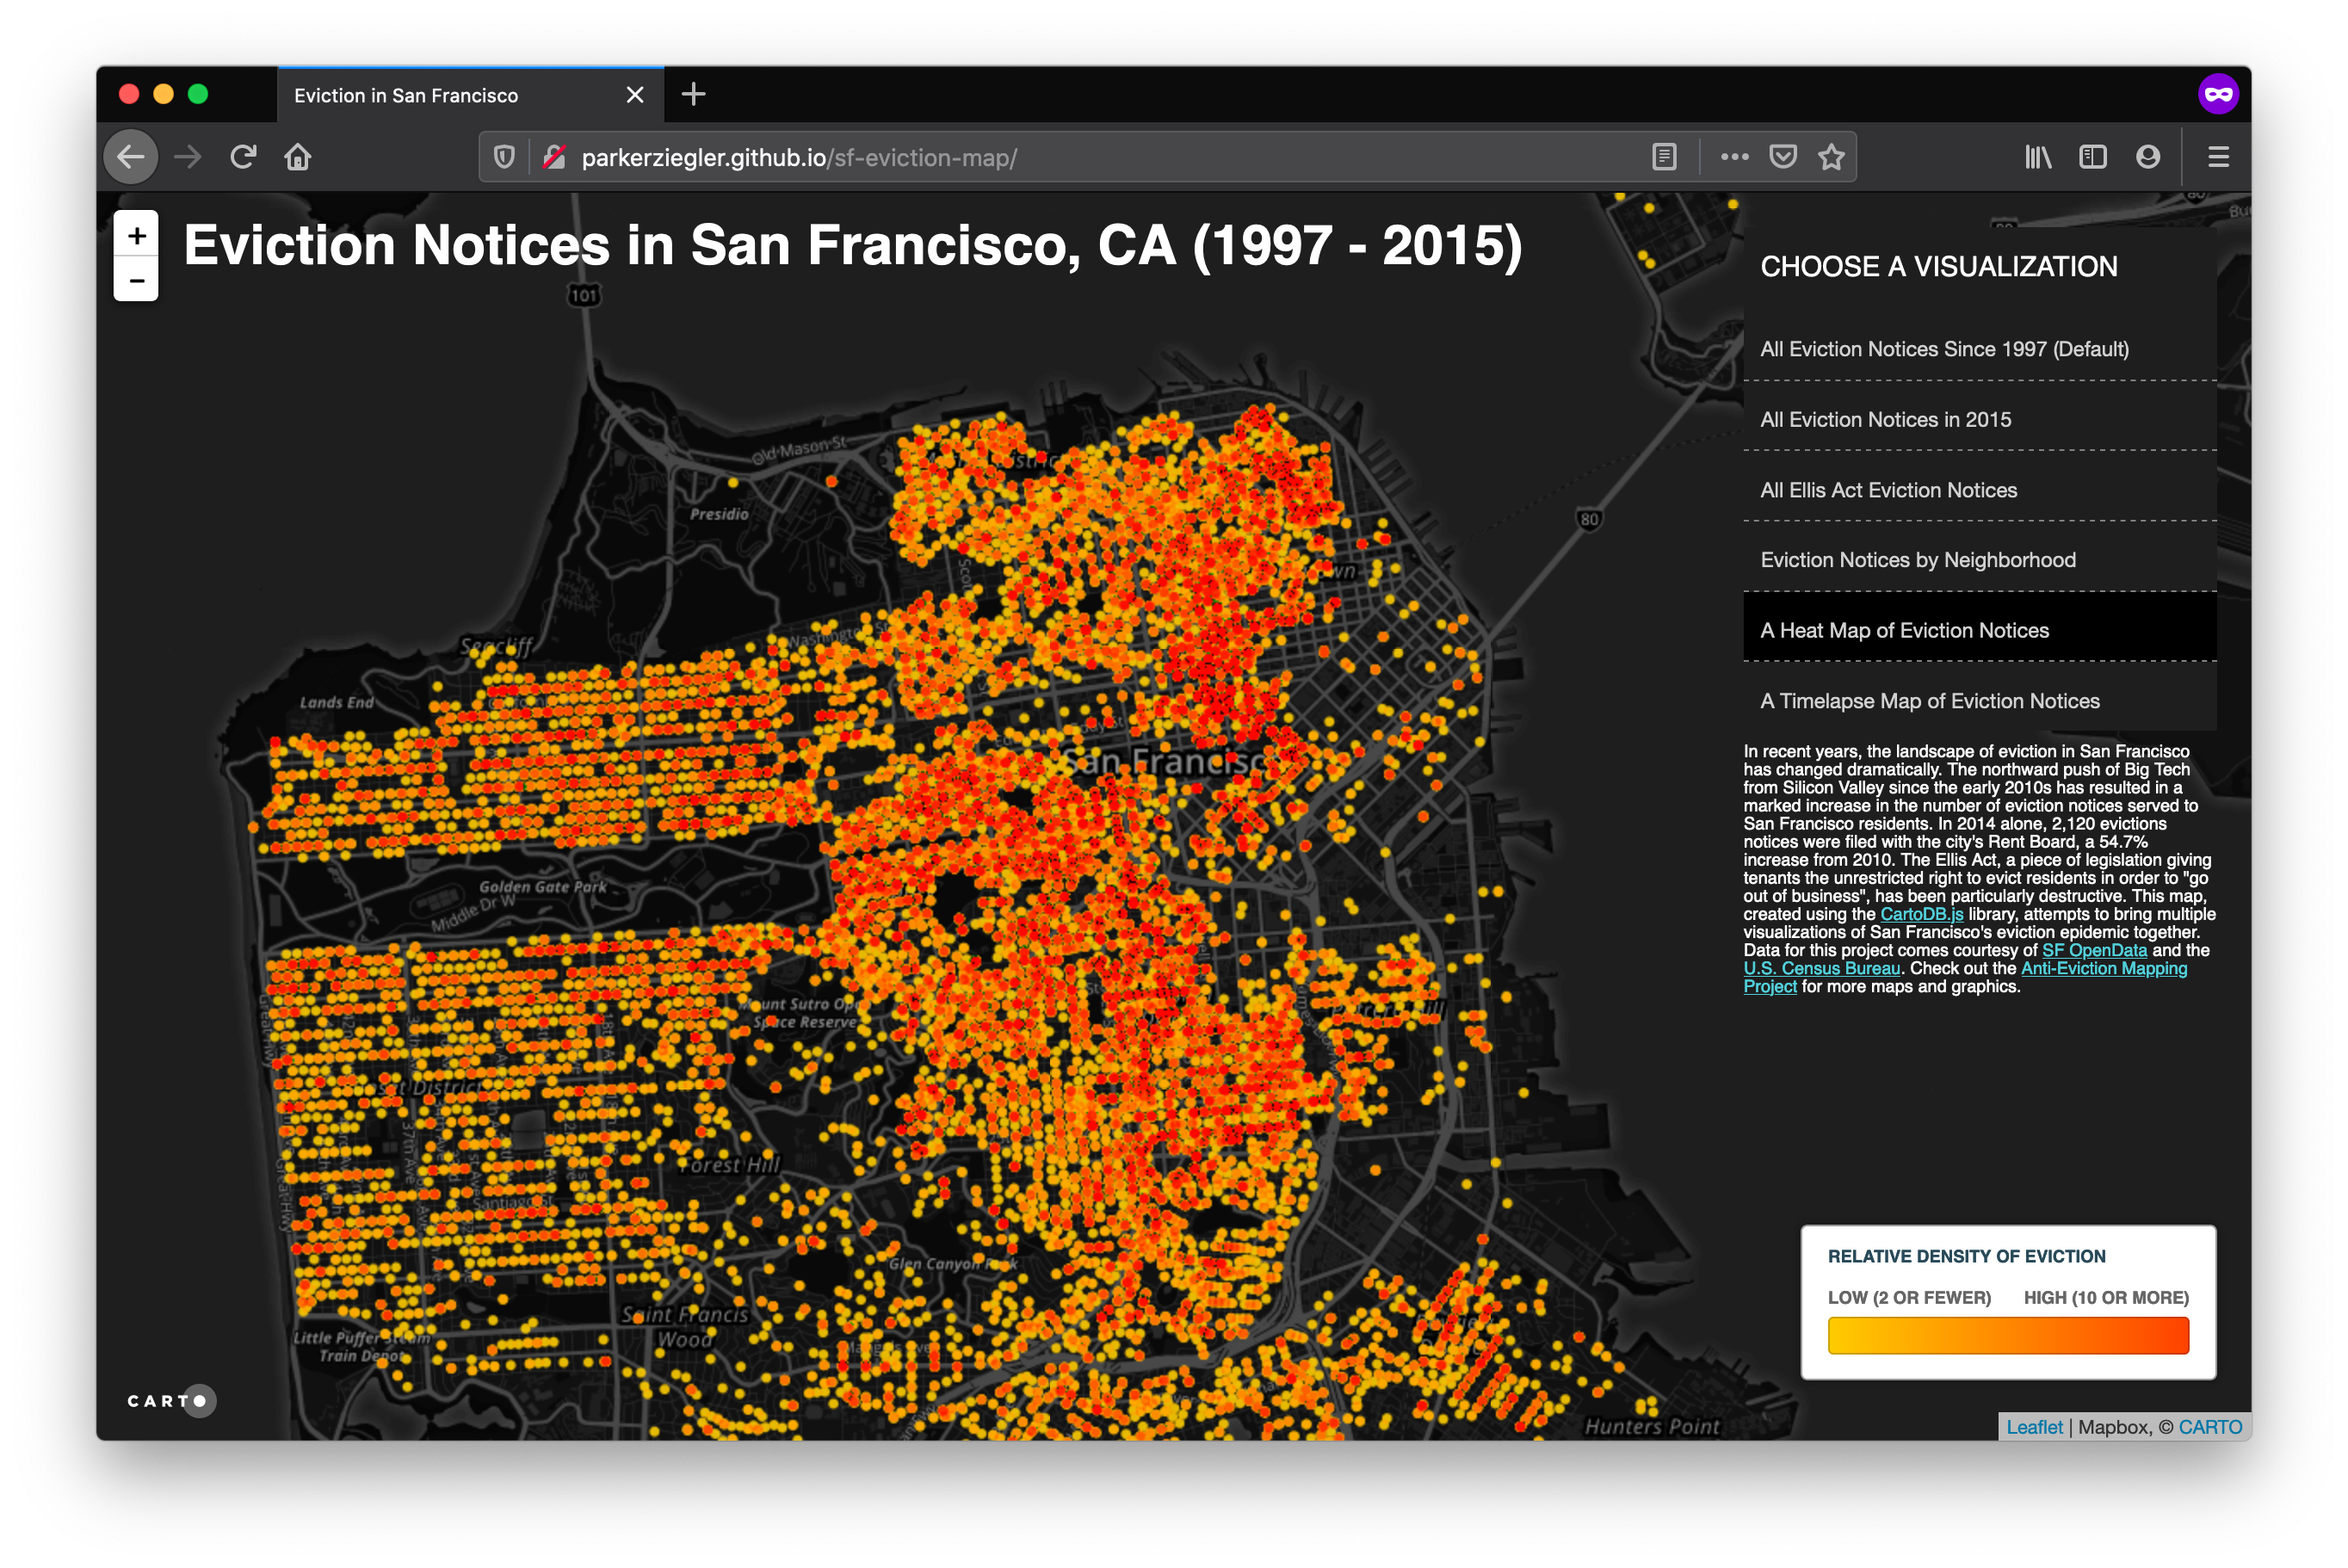 Eviction in San Francisco
parkerziegler.github.io/sf-eviction-map/
+
−
Eviction Notices in San Francisco, CA (1997 - 2015)
CHOOSE A VISUALIZATION
All Eviction Notices Since 1997 (Default)
All Eviction Notices in 2015
All Ellis Act Eviction Notices
Eviction Notices by Neighborhood
A Heat Map of Eviction Notices
A Timelapse Map of Eviction Notices
In recent years, the landscape of eviction in San Francisco
has changed dramatically. The northward push of Big Tech
from Silicon Valley since the early 2010s has resulted in a
marked increase in the number of eviction notices served to
San Francisco residents. In 2014 alone, 2,120 evictions
notices were filed with the city's Rent Board, a 54.7%
increase from 2010. The Ellis Act, a piece of legislation giving
tenants the unrestricted right to evict residents in order to "go
out of business", has been particularly destructive. This map,
created using the CartoDB.js library, attempts to bring multiple
visualizations of San Francisco's eviction epidemic together.
Data for this project comes courtesy of SF OpenData and the
U.S. Census Bureau. Check out the Anti-Eviction Mapping
Project for more maps and graphics.
101
80
Old Mason St
Presidio
Seacliff
Washington St
Lands End
San Francisc
Golden Gate Park
Middle Dr W
Mount Sutro Ope
Space Reserve
Forest Hill
Santiago St
Glen Canyon Park
Saint Francis
Wood
Little Puffer Steam
Train Depot
Hunters Point
RELATIVE DENSITY OF EVICTION
LOW (2 OR FEWER) HIGH (10 OR MORE)
CARTO
Leaflet | Mapbox, © CARTO